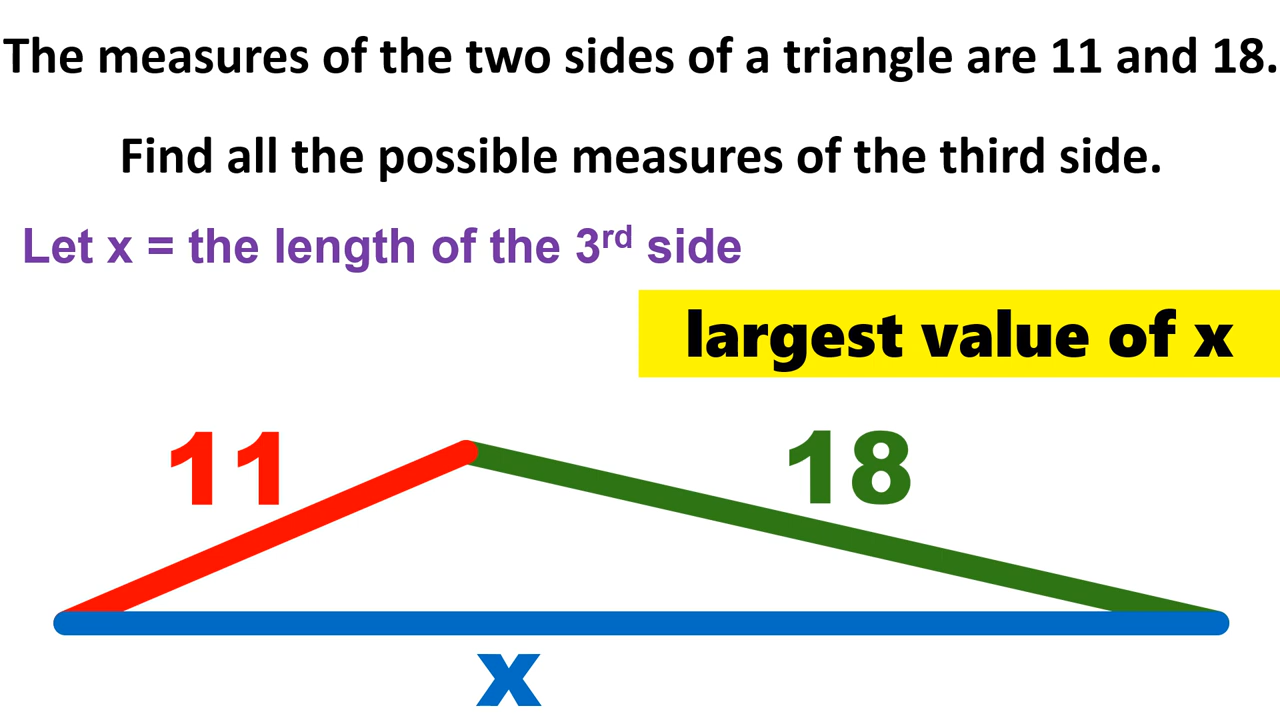 The measures of the two sides of a triangle are 11 and 18.
Find all the possible measures of the third side.
Let x = the length of the 3rd side
largest value of x
11
18
x